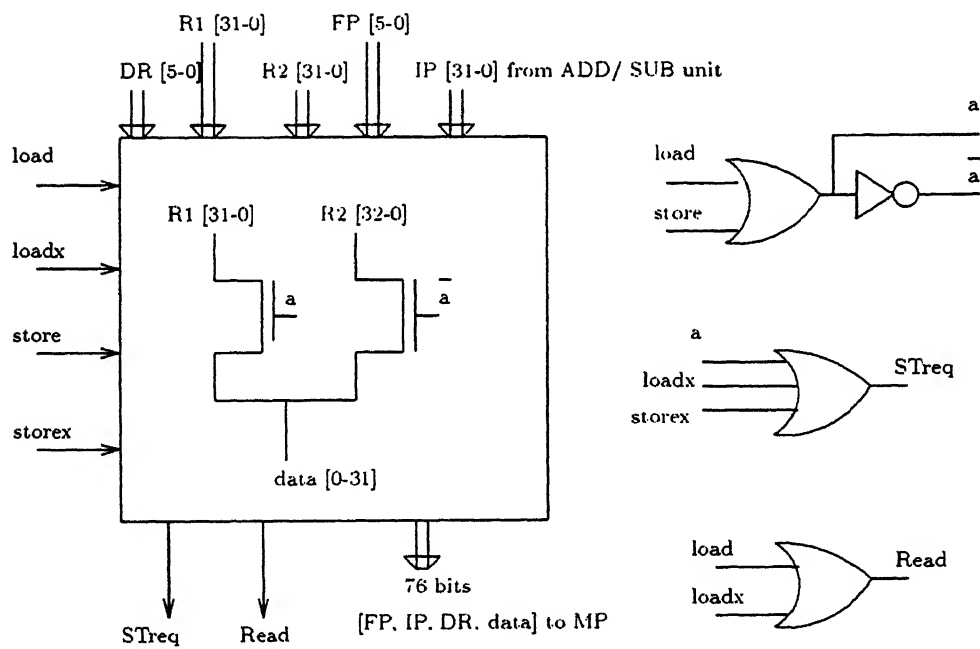 R1 [31-0]
FP [5-0]
DR [5-0]
R2 [31-0]
IP [31-0] from ADD/ SUB unit
load
loadx
store
storex
R1 [31-0]
R2 [32-0]
a
a
data [0-31]
STreq
Read
76 bits
[FP, IP, DR, data] to MP
load
store
a
a
a
loadx
storex
STreq
load
loadx
Read